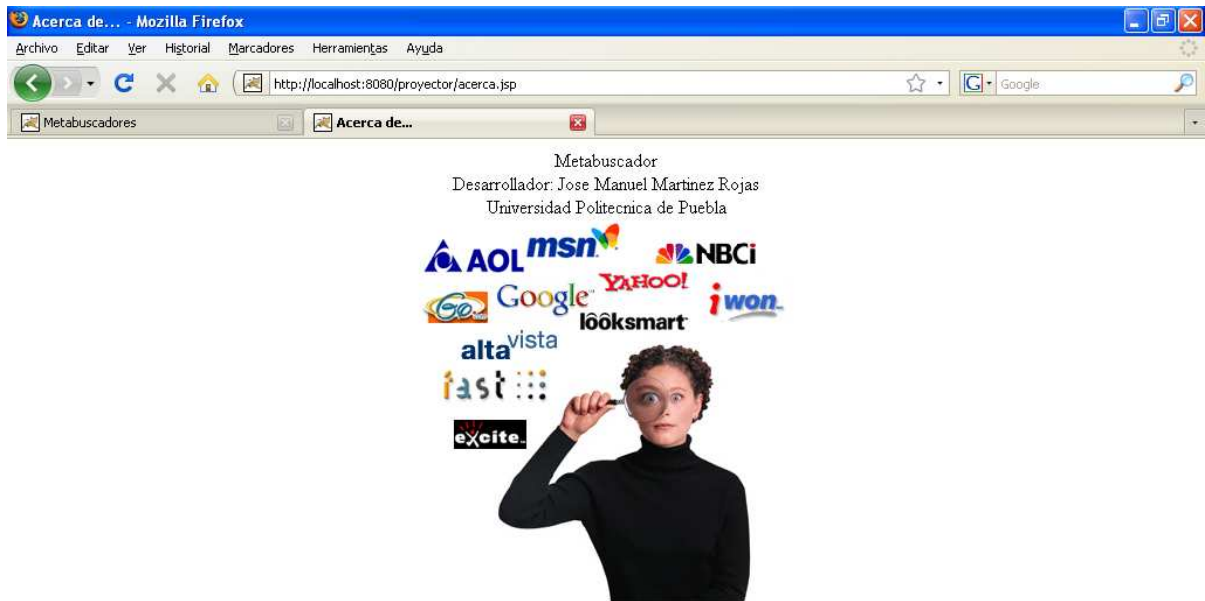 Acerca de... - Mozilla Firefox
Archivo Editar Ver Historial Marcadores Herramientas Ayuda
http://localhost:8080/proyector/acerca.jsp
G Google
Metabuscadores
Acerca de...
Metabuscador
Desarrollador: Jose Manuel Martinez Rojas
Universidad Politecnica de Puebla
AOL msn NBCi
YAHOO!
Go Google iwon
lôôksmart
altavista
fast
eXcite